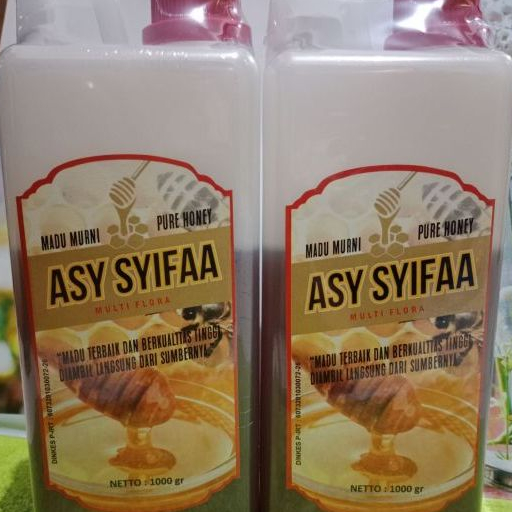 MADU MURNI
PURE HONEY
ASY SYIFAA
MULTI FLORA
"MADU TERBAIK DAN BERKUALITAS TINGGI
DIAMBIL LANGSUNG DARI SUMBERNYA"
NETTO : 1000 gr
MADU MURNI
PURE HONEY
ASY SYIFAA
MULTI FLORA
"MADU TERBAIK DAN BERKUALITAS TINGGI
DIAMBIL LANGSUNG DARI SUMBERNYA"
NETTO : 1000 gr